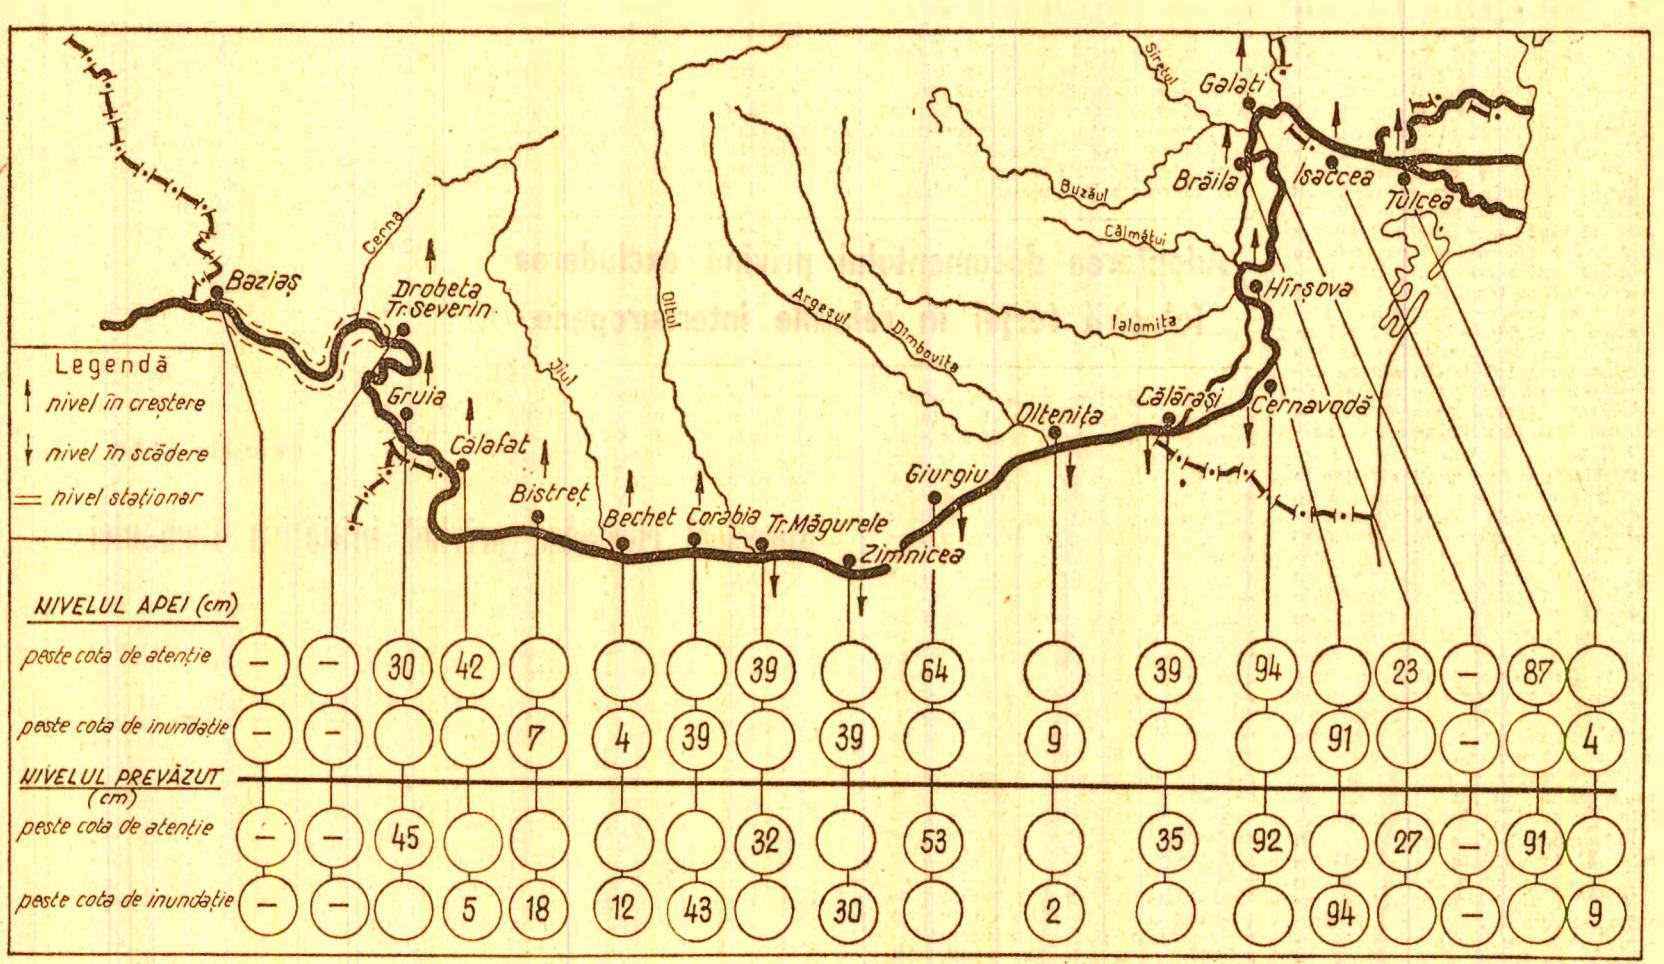 Siretul
Galați
Brăila
Isaccea
Tulcea
Buzăul
Călmățui
Cerna
Baziaș
Drobeta
Tr.Severin
Hîrșova
Oltul
Argeșul
Dîmbovița
Ialomița
Legendă
nivel în creștere
nivel în scădere
nivel staționar
Gruia
Jiul
Călărași
Cernavodă
Oltenița
Calafat
Giurgiu
Bistreț
Bechet
Corabia
Tr.Măgurele
Zimnicea
NIVELUL APEI (cm)
peste cota de atenție – – 30 42 39 64 39 94 23 – 87
peste cota de inundație – – 7 4 39 39 9 91 – 4
NIVELUL PREVĂZUT
(cm)
peste cota de atenție – – 45 32 53 35 92 27 – 91
peste cota de inundație – – 5 18 12 43 30 2 94 – 9